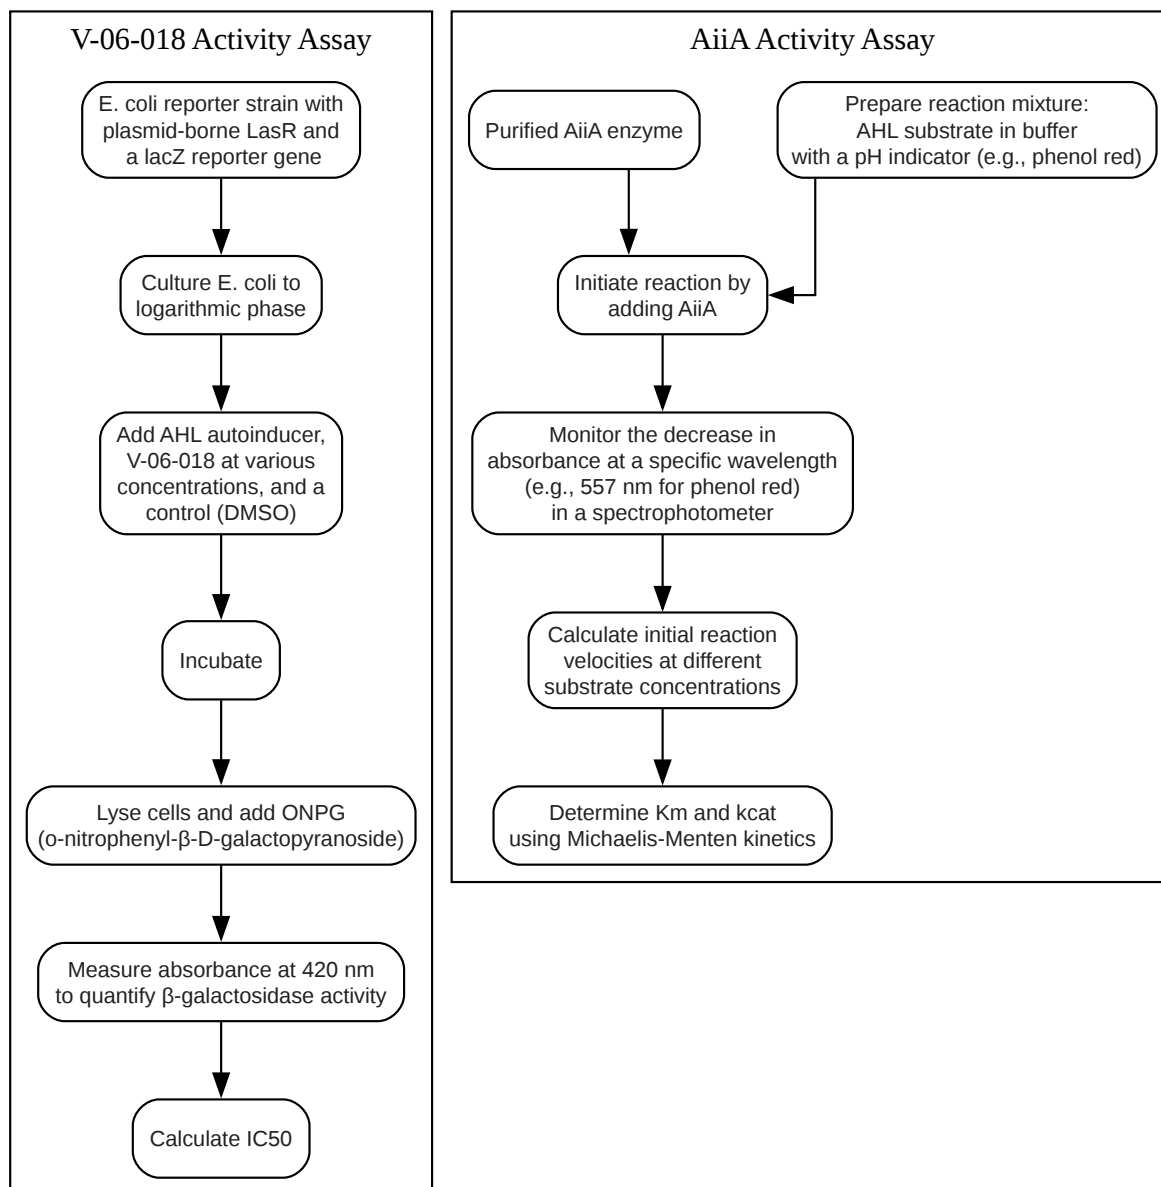 V-06-018 Activity Assay
E. coli reporter strain with
plasmid-borne LasR and
a lacZ reporter gene
Culture E. coli to
logarithmic phase
Add AHL autoinducer,
V-06-018 at various
concentrations, and a
control (DMSO)
Incubate
Lyse cells and add ONPG
(o-nitrophenyl-β-D-galactopyranoside)
Measure absorbance at 420 nm
to quantify β-galactosidase activity
Calculate IC50
AiiA Activity Assay
Purified AiiA enzyme
Prepare reaction mixture:
AHL substrate in buffer
with a pH indicator (e.g., phenol red)
Initiate reaction by
adding AiiA
Monitor the decrease in
absorbance at a specific wavelength
(e.g., 557 nm for phenol red)
in a spectrophotometer
Calculate initial reaction
velocities at different
substrate concentrations
Determine Km and kcat
using Michaelis-Menten kinetics